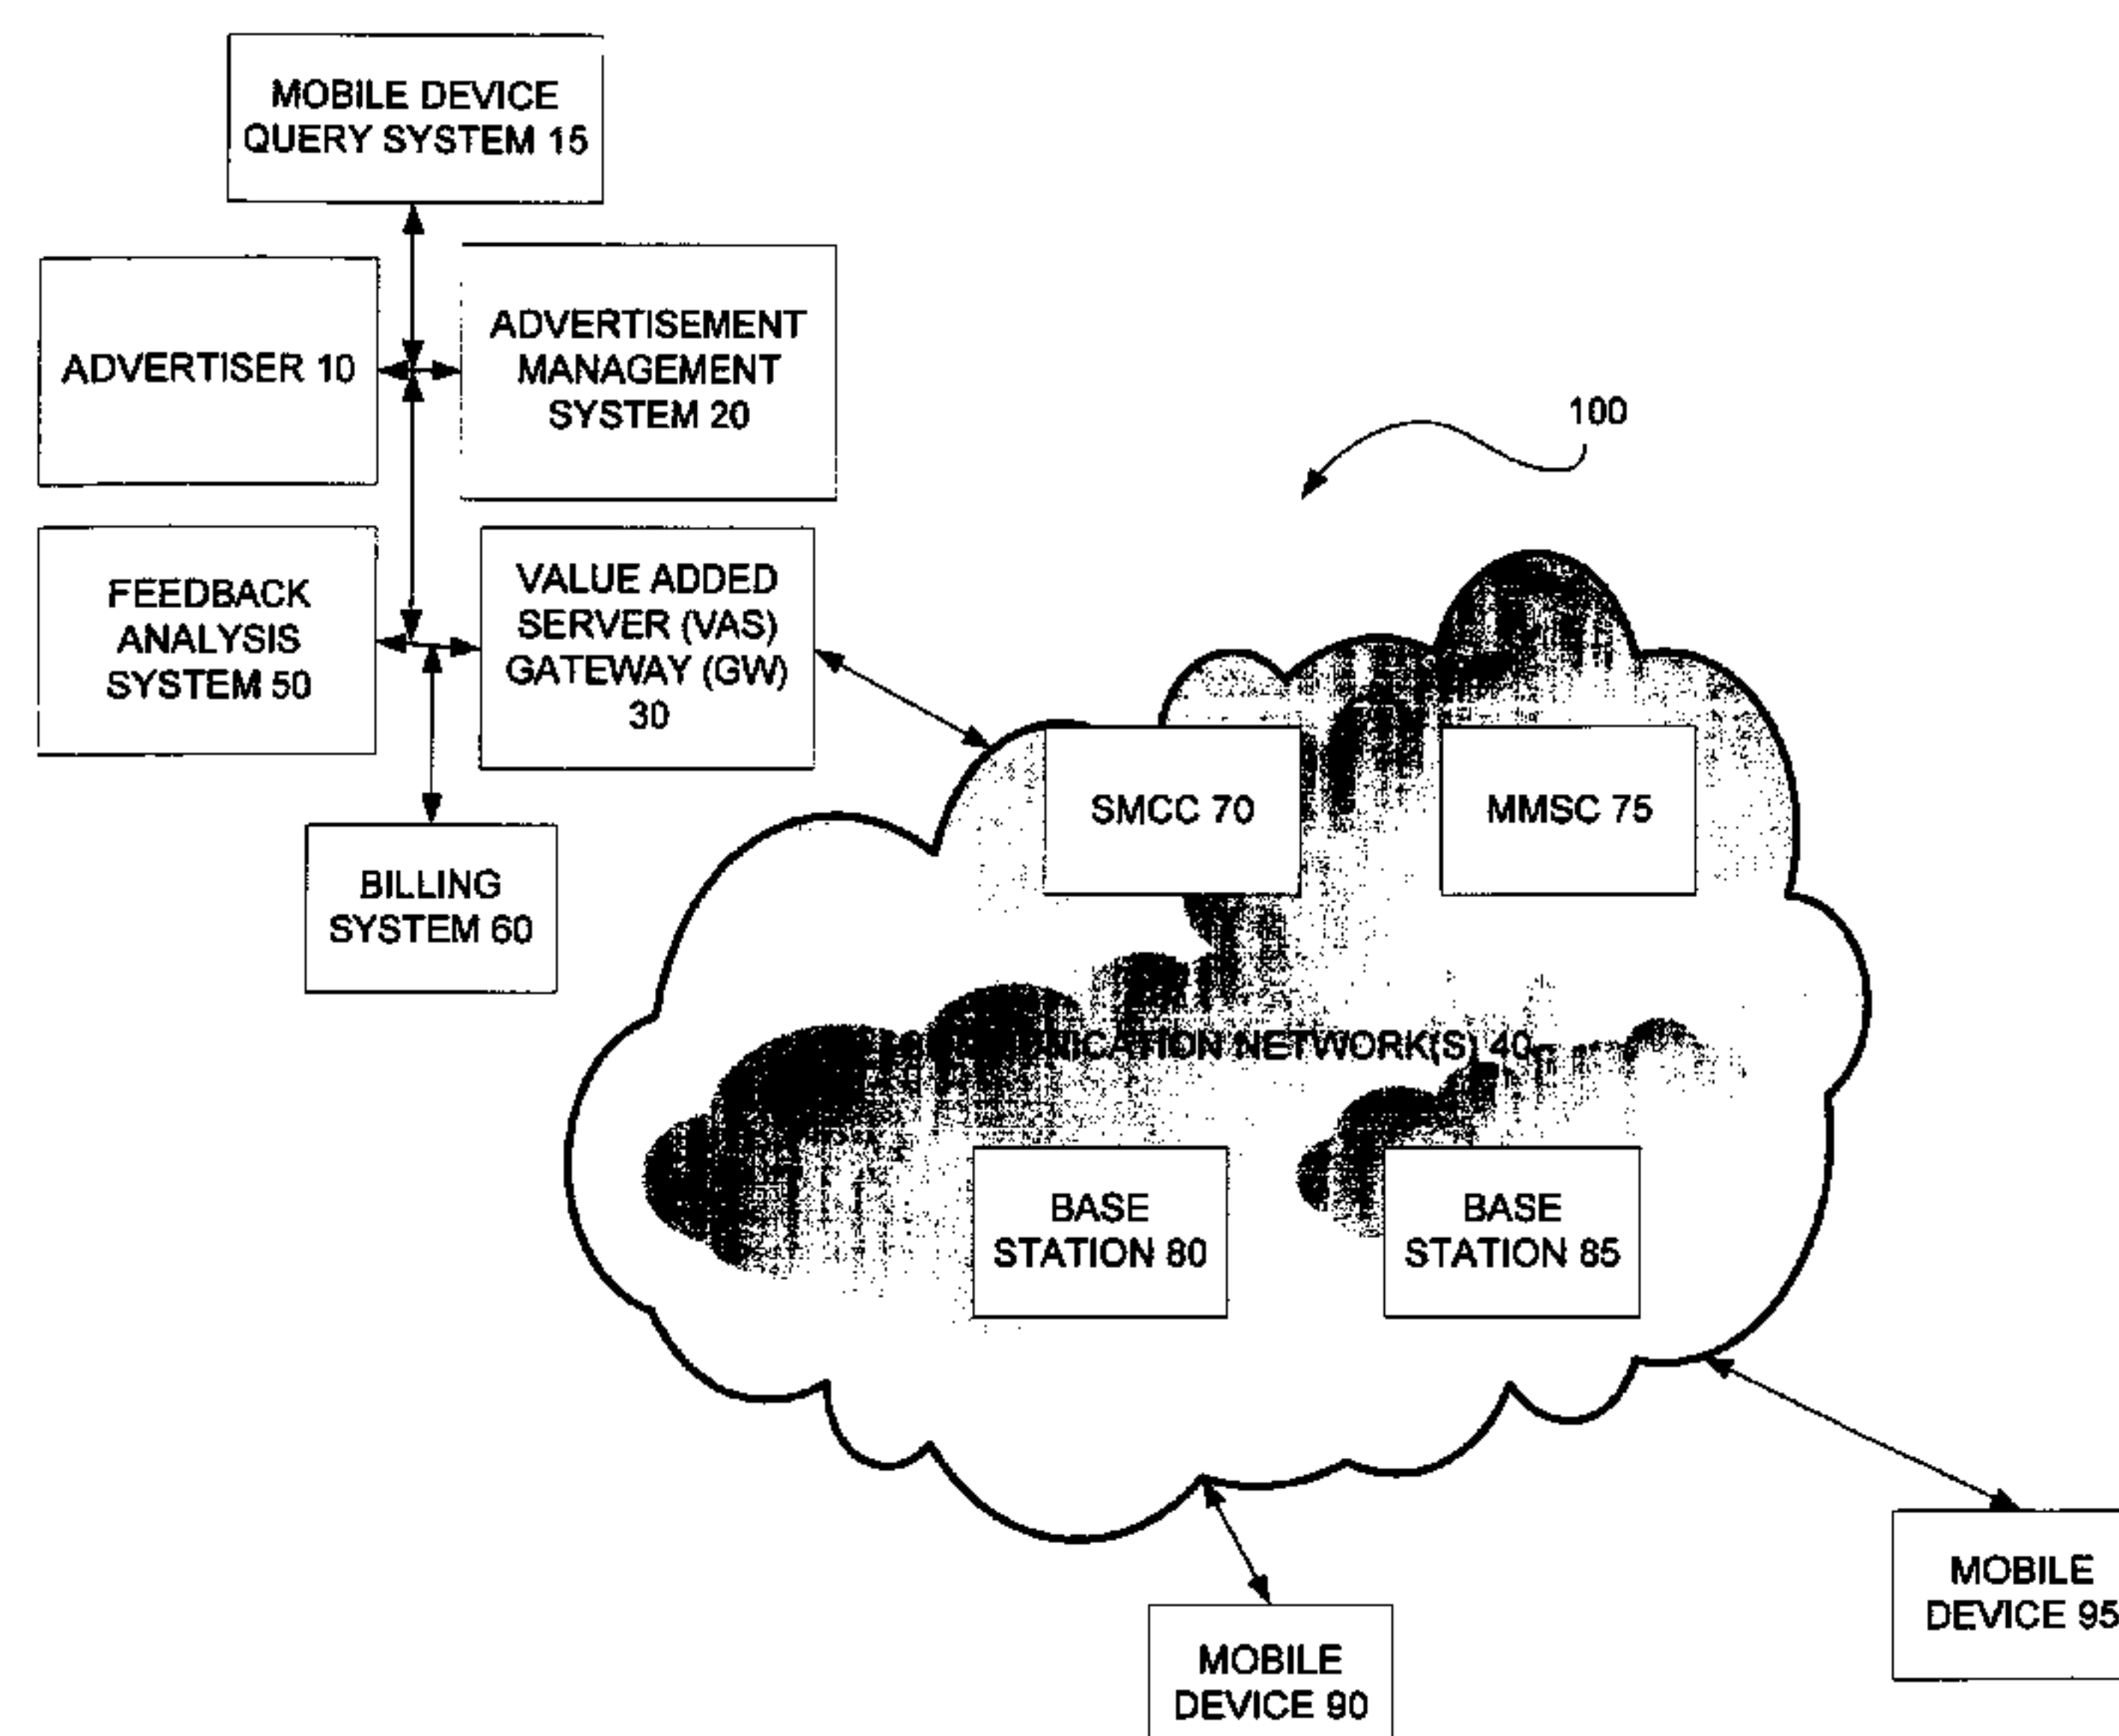 MOBILE DEVICE
QUERY SYSTEM 15
ADVERTISER 10
ADVERTISEMENT
MANAGEMENT
SYSTEM 20
100
FEEDBACK
ANALYSIS
SYSTEM 50
VALUE ADDED
SERVER (VAS)
GATEWAY (GW)
30
SMCC 70
MMSC 75
BILLING
SYSTEM 60
NETWORK(S) 40
BASE
STATION 80
BASE
STATION 85
MOBILE
DEVICE 95
MOBILE
DEVICE 90